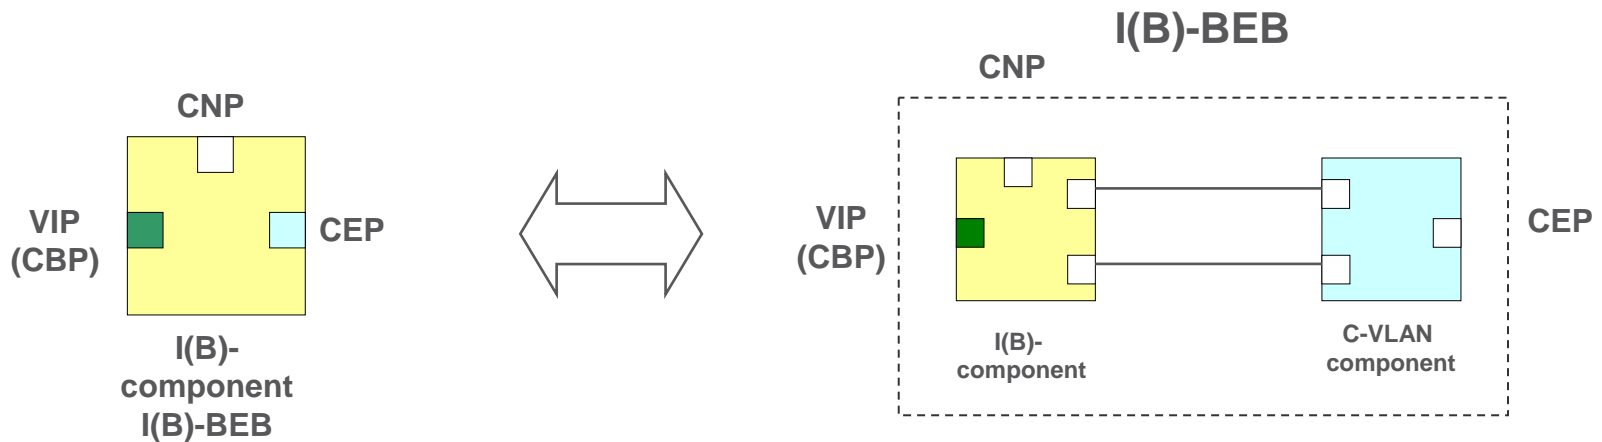 I(B)-BEB
CNP
CNP
VIP
(CBP)
CEP
VIP
(CBP)
CEP
I(B)-
component
I(B)-BEB
I(B)-
component
C-VLAN
component